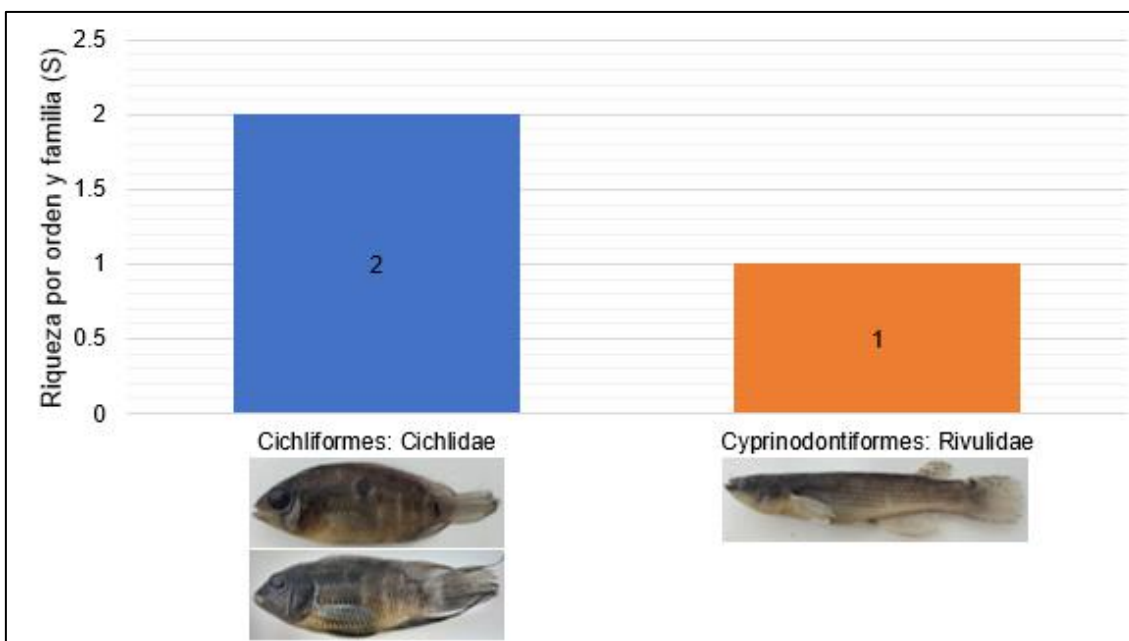 Riqueza por orden y familia (S)
2.5
2
1.5
1
0.5
0
2
1
Cichliformes: Cichlidae
Cyprinodontiformes: Rivulidae